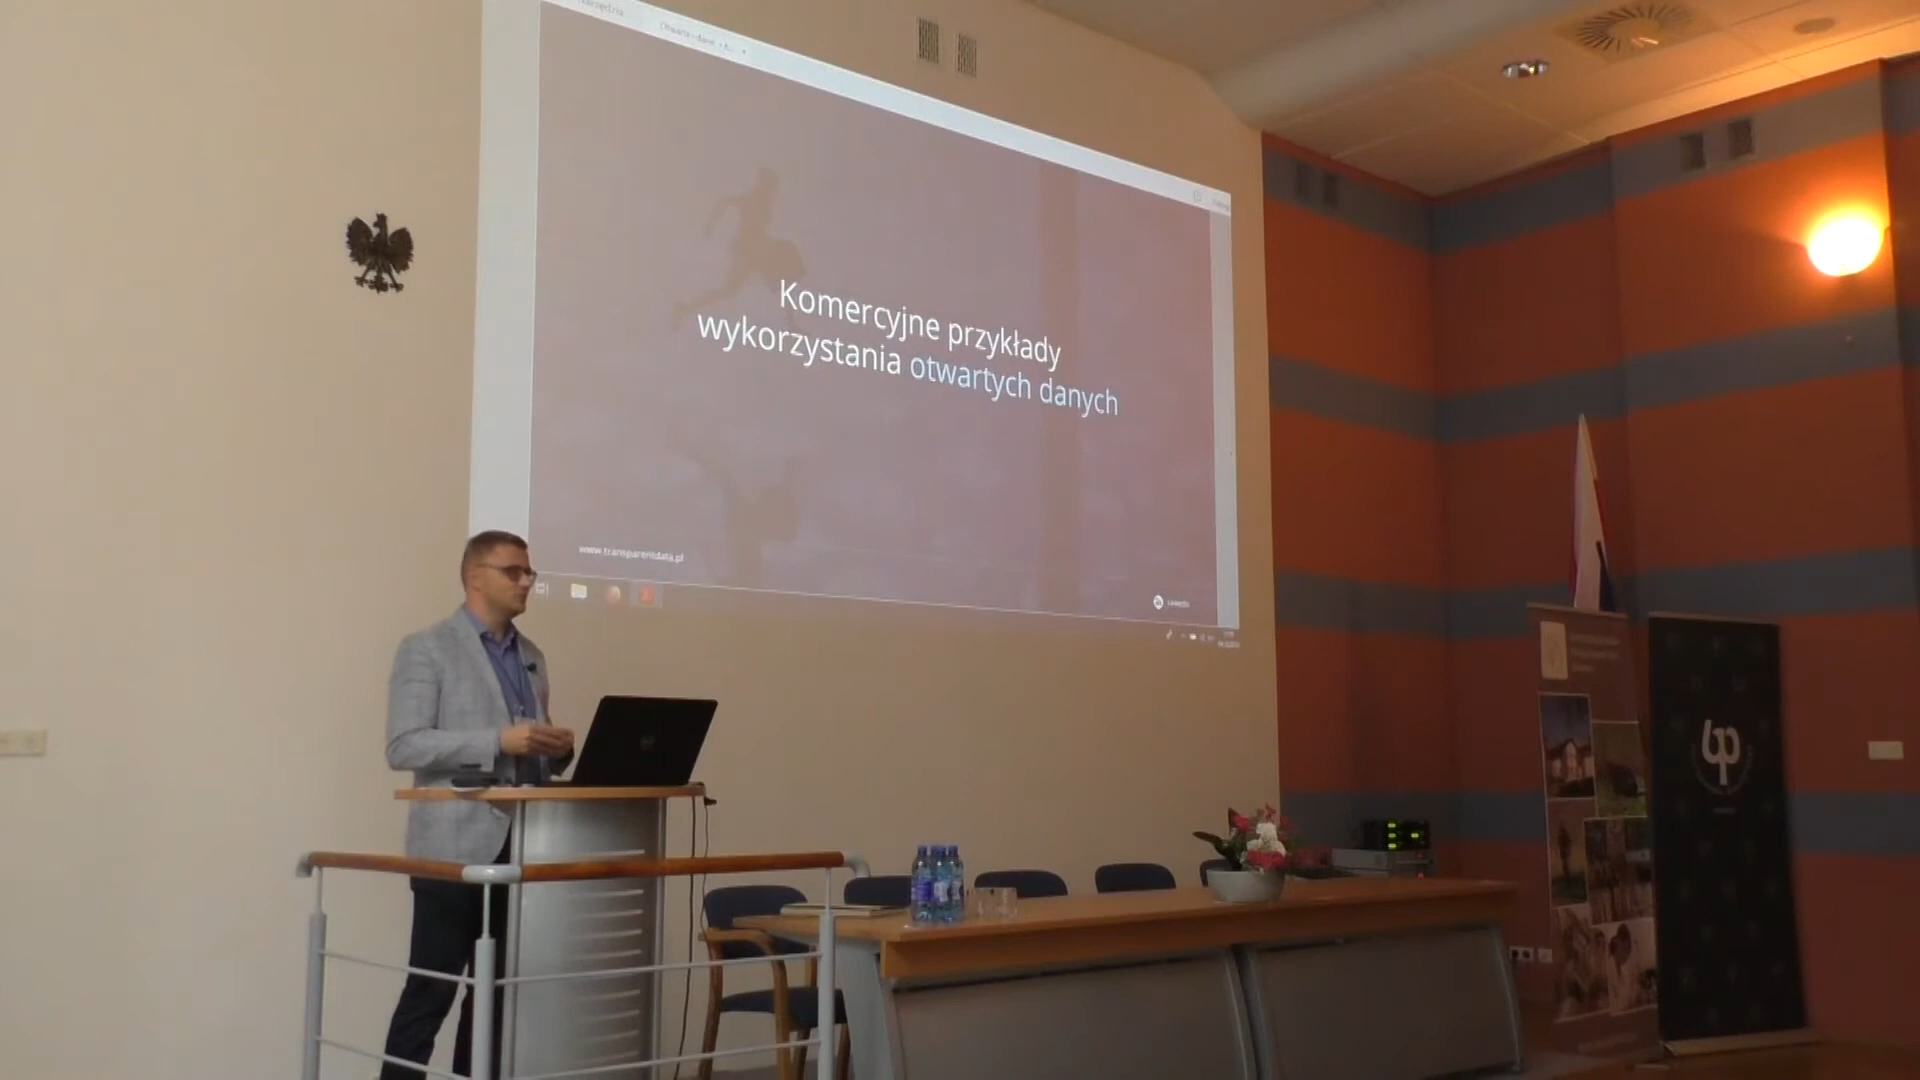 Komercyjne przykłady
wykorzystania otwartych danych
www.transparentdata.pl